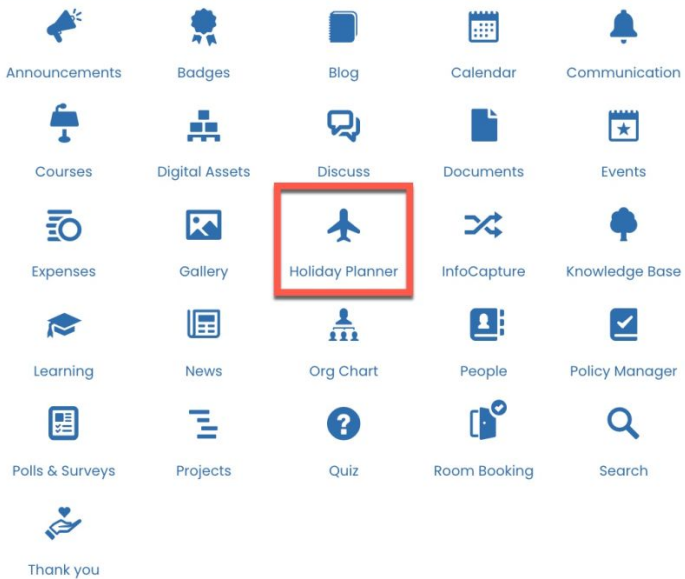 Announcements
Badges
Blog
Calendar
Communication
Courses
Digital Assets
Discuss
Documents
Events
Expenses
Gallery
Holiday Planner
InfoCapture
Knowledge Base
Learning
News
Org Chart
People
Policy Manager
Polls & Surveys
Projects
Quiz
Room Booking
Search
Thank you